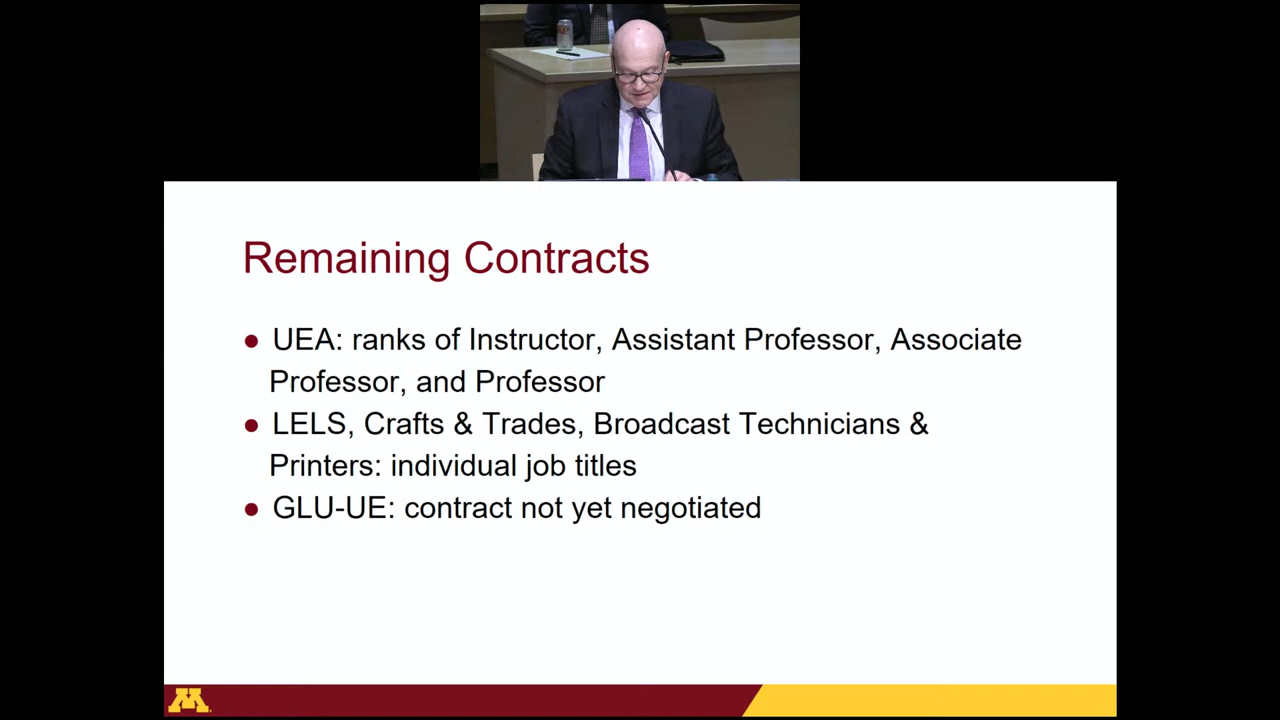 Remaining Contracts
● UEA: ranks of Instructor, Assistant Professor, Associate
Professor, and Professor
● LELS, Crafts & Trades, Broadcast Technicians &
Printers: individual job titles
● GLU-UE: contract not yet negotiated
M